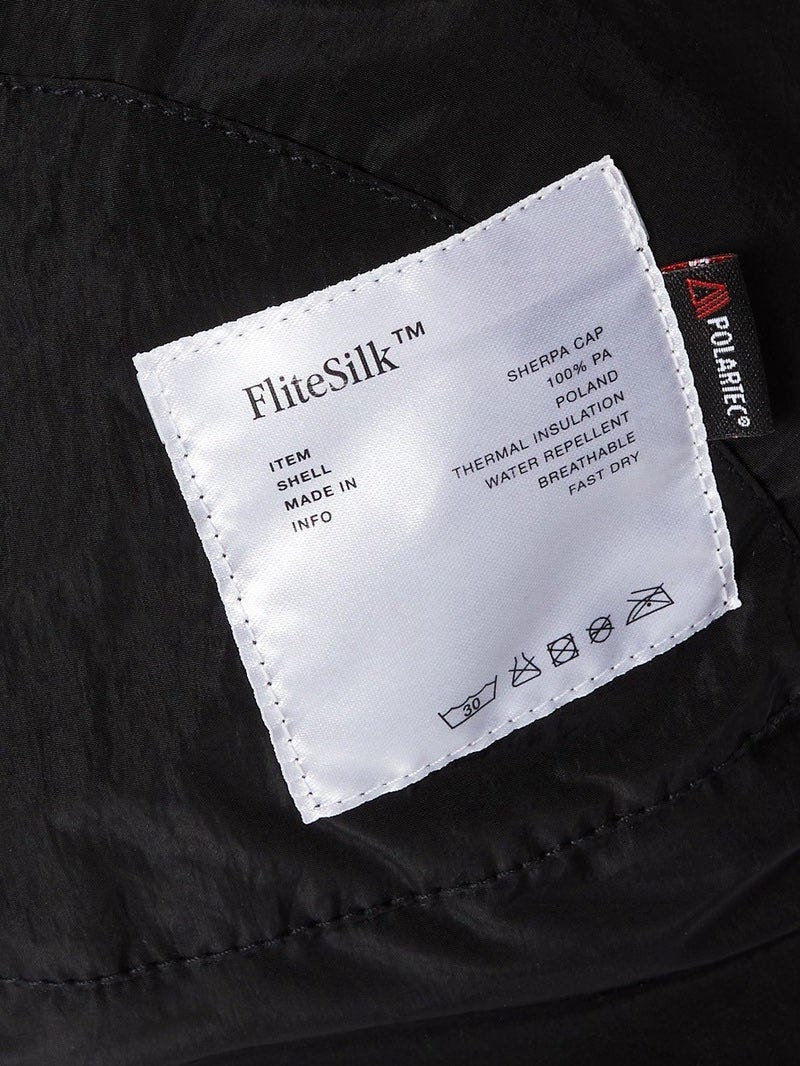 FliteSilk™
ITEM SHERPA CAP
SHELL 100% PA
MADE IN POLAND
INFO THERMAL INSULATION
WATER REPELLENT
BREATHABLE
FAST DRY
30
POLARTEC®